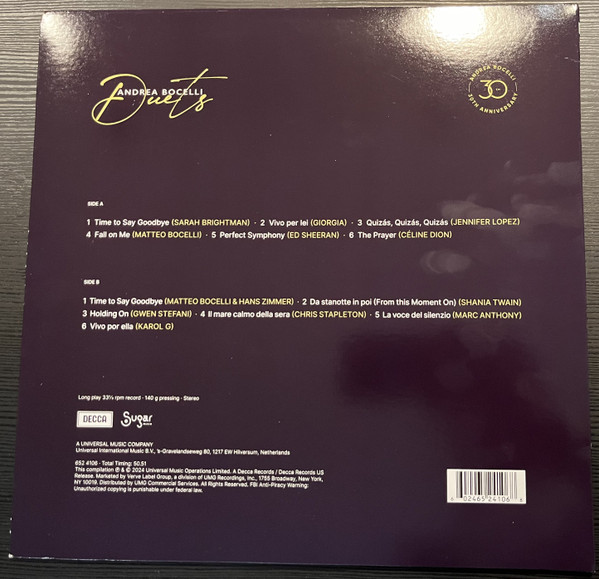 ANDREA BOCELLI
Duets
ANDREA BOCELLI
30
30TH ANNIVERSARY
SIDE A
1 Time to Say Goodbye (SARAH BRIGHTMAN) · 2 Vivo per lei (GIORGIA) · 3 Quizás, Quizás, Quizás (JENNIFER LOPEZ)
4 Fall on Me (MATTEO BOCELLI) · 5 Perfect Symphony (ED SHEERAN) · 6 The Prayer (CÉLINE DION)
SIDE B
1 Time to Say Goodbye (MATTEO BOCELLI & HANS ZIMMER) · 2 Da stanotte in poi (From this Moment On) (SHANIA TWAIN)
3 Holding On (GWEN STEFANI) · 4 Il mare calmo della sera (CHRIS STAPLETON) · 5 La voce del silenzio (MARC ANTHONY)
6 Vivo por ella (KAROL G)
Long play 33⅓ rpm record · 140 g pressing · Stereo
DECCA
Sugar
A UNIVERSAL MUSIC COMPANY
Universal International Music B.V., 's-Gravelandseweg 80, 1217 EW Hilversum, Netherlands
652 4106 · Total Timing: 50.51
This compilation ℗ & © 2024 Universal Music Operations Limited. A Decca Records / Decca Records US
Release. Marketed by Verve Label Group, a division of UMG Recordings, Inc., 1755 Broadway, New York,
NY 10019. Distributed by UMG Commercial Services. All Rights Reserved. FBI Anti-Piracy Warning:
Unauthorized copying is punishable under federal law.
6 02465 24106 6